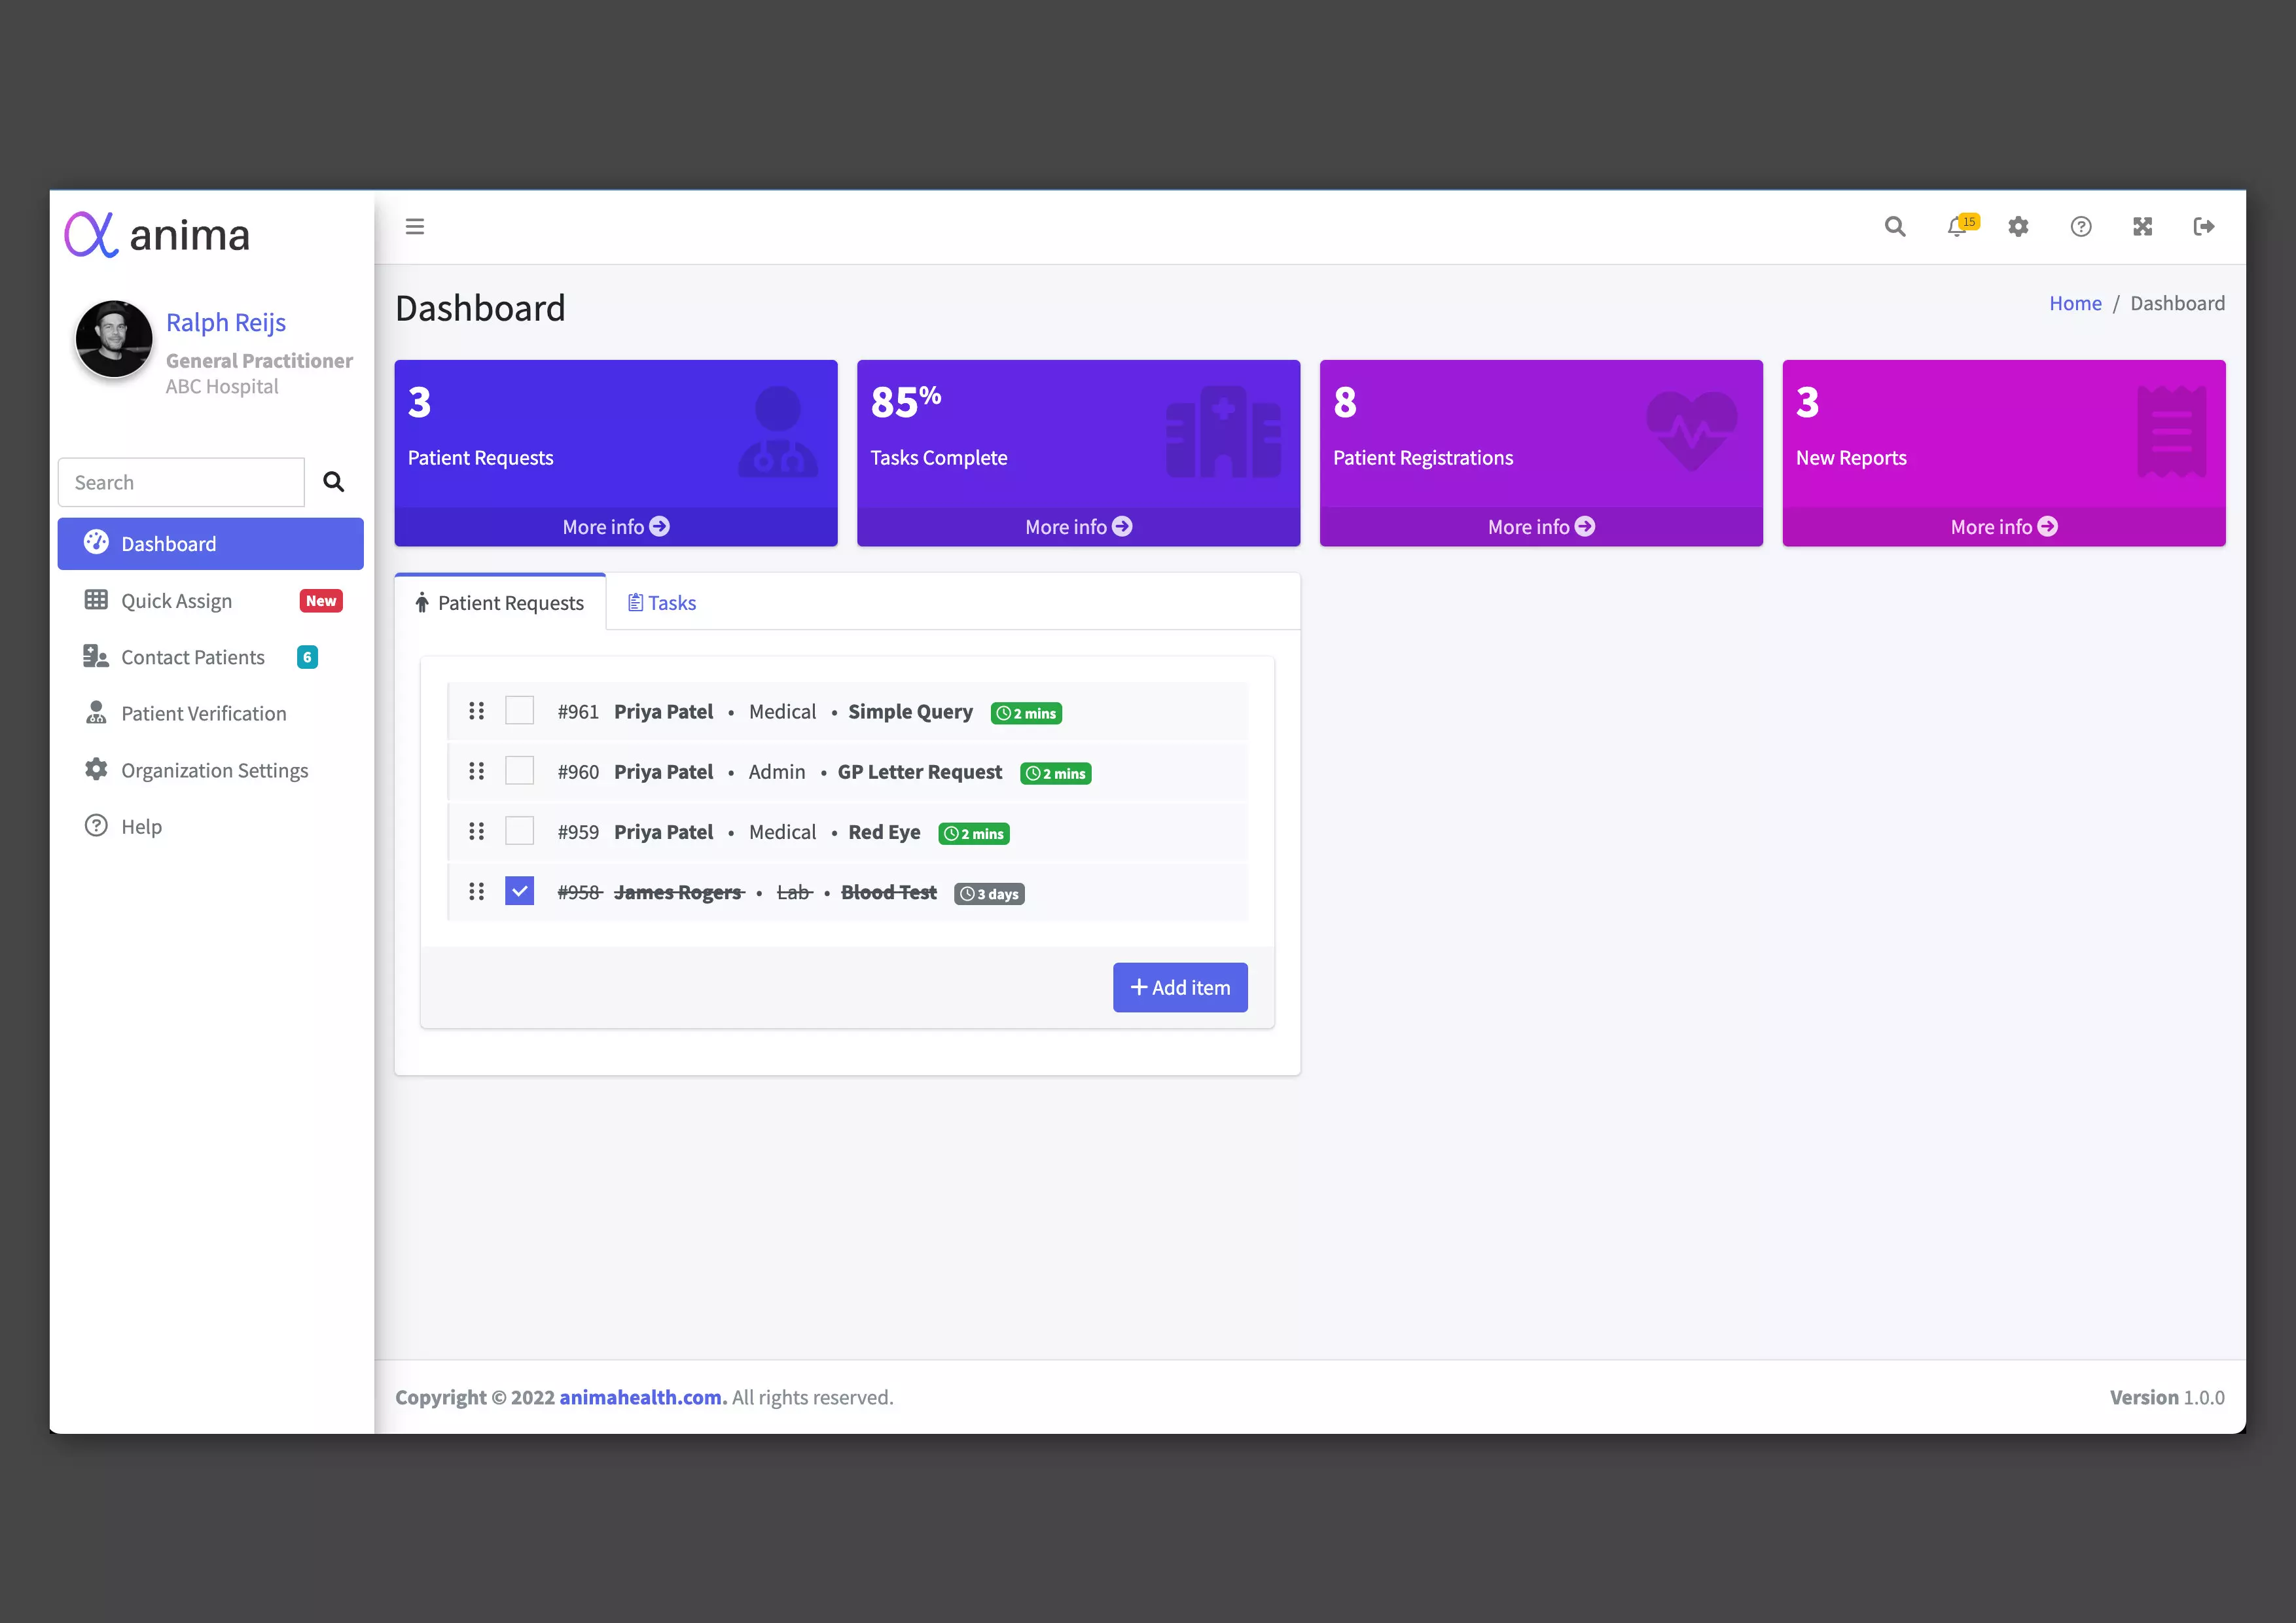 anima
Ralph Reijs
General Practitioner
ABC Hospital
Search
Dashboard
Quick Assign New
Contact Patients 6
Patient Verification
Organization Settings
Help
15
Dashboard
Home / Dashboard
3
Patient Requests
More info
85%
Tasks Complete
More info
8
Patient Registrations
More info
3
New Reports
More info
Patient Requests
Tasks
#961 Priya Patel • Medical • Simple Query 2 mins
#960 Priya Patel • Admin • GP Letter Request 2 mins
#959 Priya Patel • Medical • Red Eye 2 mins
#958 James Rogers • Lab • Blood Test 3 days
+ Add item
Copyright © 2022 animahealth.com. All rights reserved.
Version 1.0.0